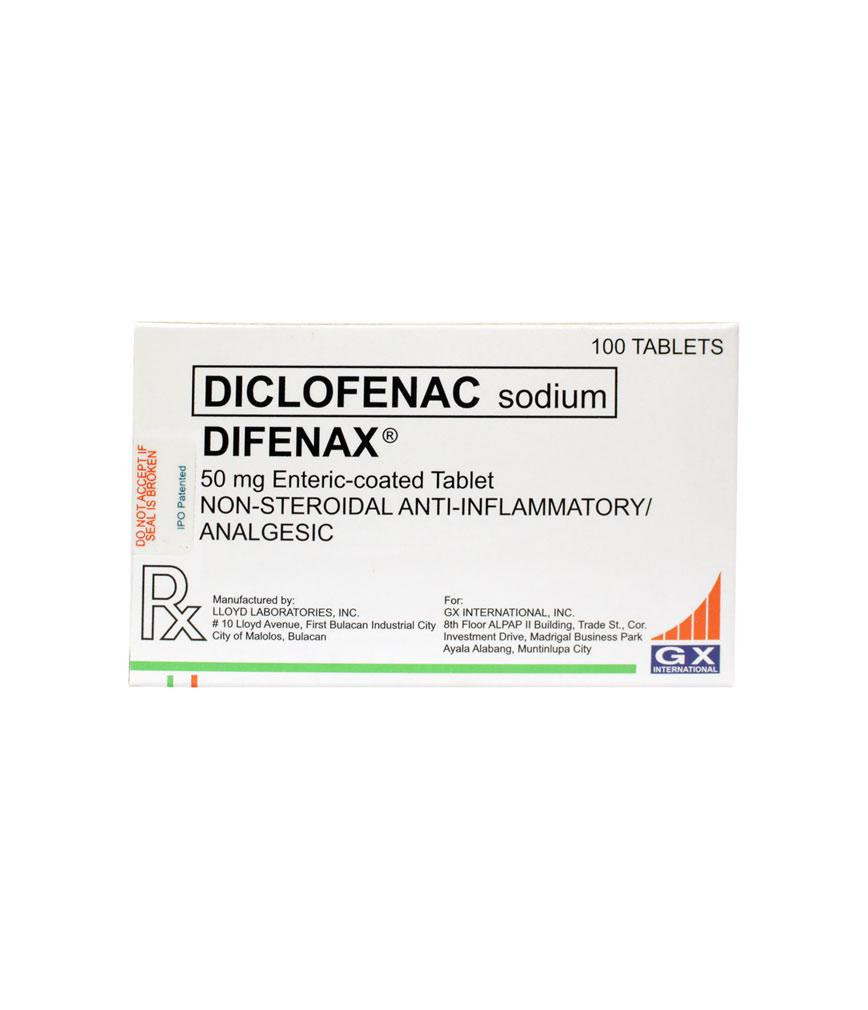 100 TABLETS
DICLOFENAC sodium
DIFENAX®
50 mg Enteric-coated Tablet
NON-STEROIDAL ANTI-INFLAMMATORY/
ANALGESIC
DO NOT ACCEPT IF
SEAL IS BROKEN
IPO Patented
Rx
Manufactured by:
LLOYD LABORATORIES, INC.
# 10 Lloyd Avenue, First Bulacan Industrial City
City of Malolos, Bulacan
For:
GX INTERNATIONAL, INC.
8th Floor ALPAP II Building, Trade St., Cor.
Investment Drive, Madrigal Business Park
Ayala Alabang, Muntinlupa City
GX
INTERNATIONAL